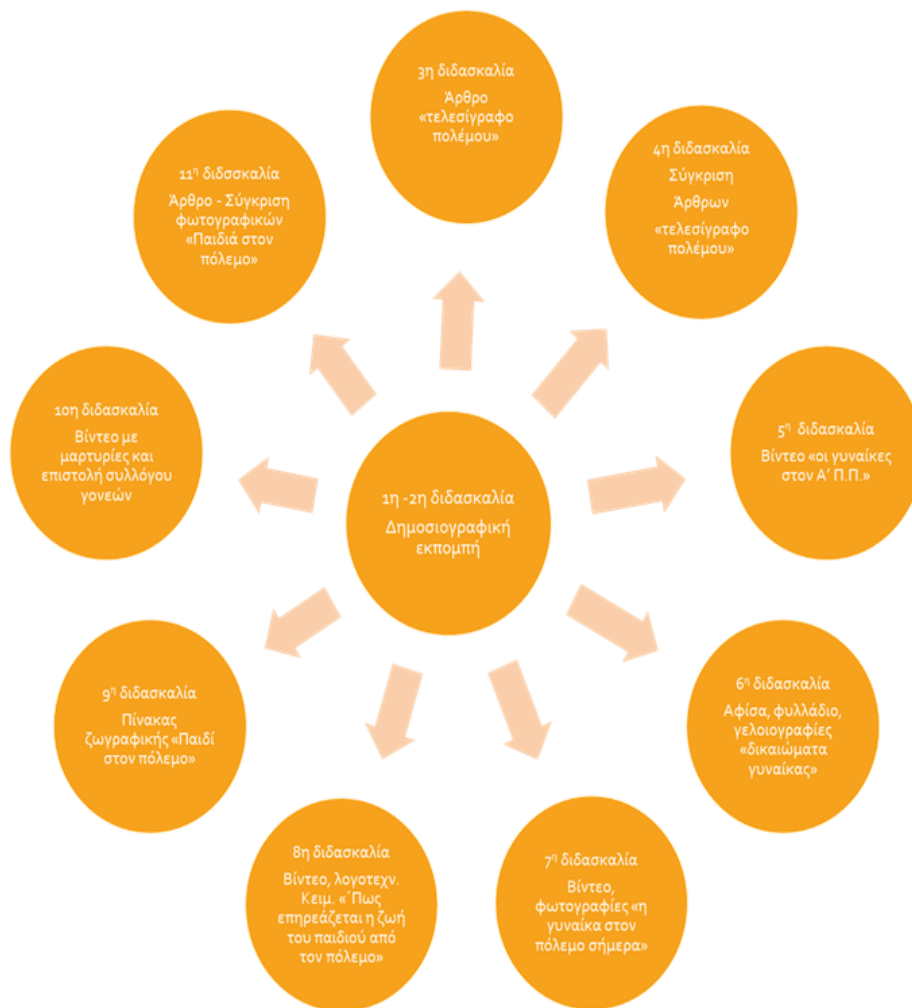 3η διδασκαλία
Άρθρο
«τελεσίγραφο
πολέμου»
4η διδασκαλία
Σύγκριση
Άρθρων
«τελεσίγραφο
πολέμου»
5η διδασκαλία
Βίντεο «οι γυναίκες
στον Α΄ Π.Π.»
6η διδασκαλία
Αφίσα, φυλλάδιο,
γελοιογραφίες
«δικαιώματα
γυναίκας»
7η διδασκαλία
Βίντεο,
φωτογραφίες «η
γυναίκα στον
πόλεμο σήμερα»
8η διδασκαλία
Βίντεο, λογοτεχν.
Κειμ. «΄Πως
επηρεάζεται η ζωή
του παιδιού από
τον πόλεμο»
9η διδασκαλία
Πίνακας
ζωγραφικής «Παιδί
στον πόλεμο»
10η διδασκαλία
Βίντεο με
μαρτυρίες και
επιστολή συλλόγου
γονεών
11η διδσσκαλία
Άρθρο - Σύγκριση
φωτογραφικών
«Παιδιά στον
πόλεμο»
1η -2η διδασκαλία
Δημοσιογραφική
εκπομπή